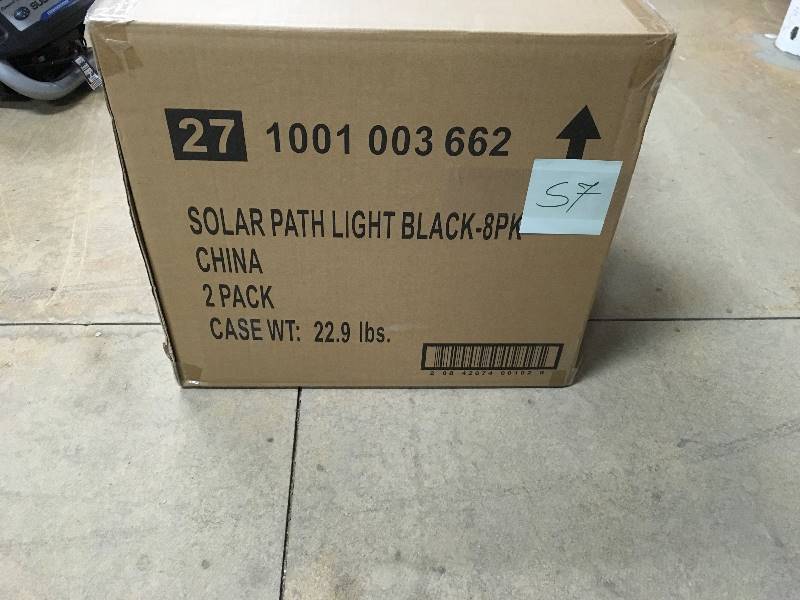 27 1001 003 662
S7
SOLAR PATH LIGHT BLACK-8PK
CHINA
2 PACK
CASE WT: 22.9 lbs.